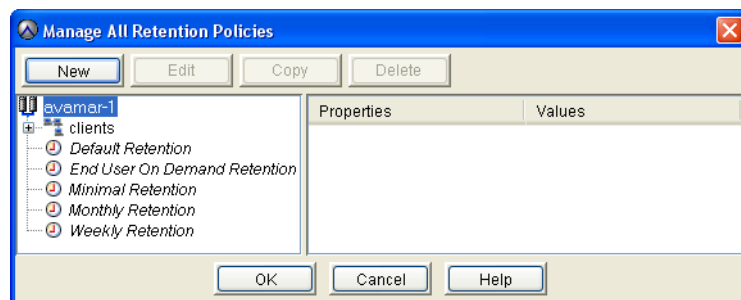 Manage All Retention Policies
New Edit Copy Delete
avamar-1
clients
Default Retention
End User On Demand Retention
Minimal Retention
Monthly Retention
Weekly Retention
Properties Values
OK Cancel Help